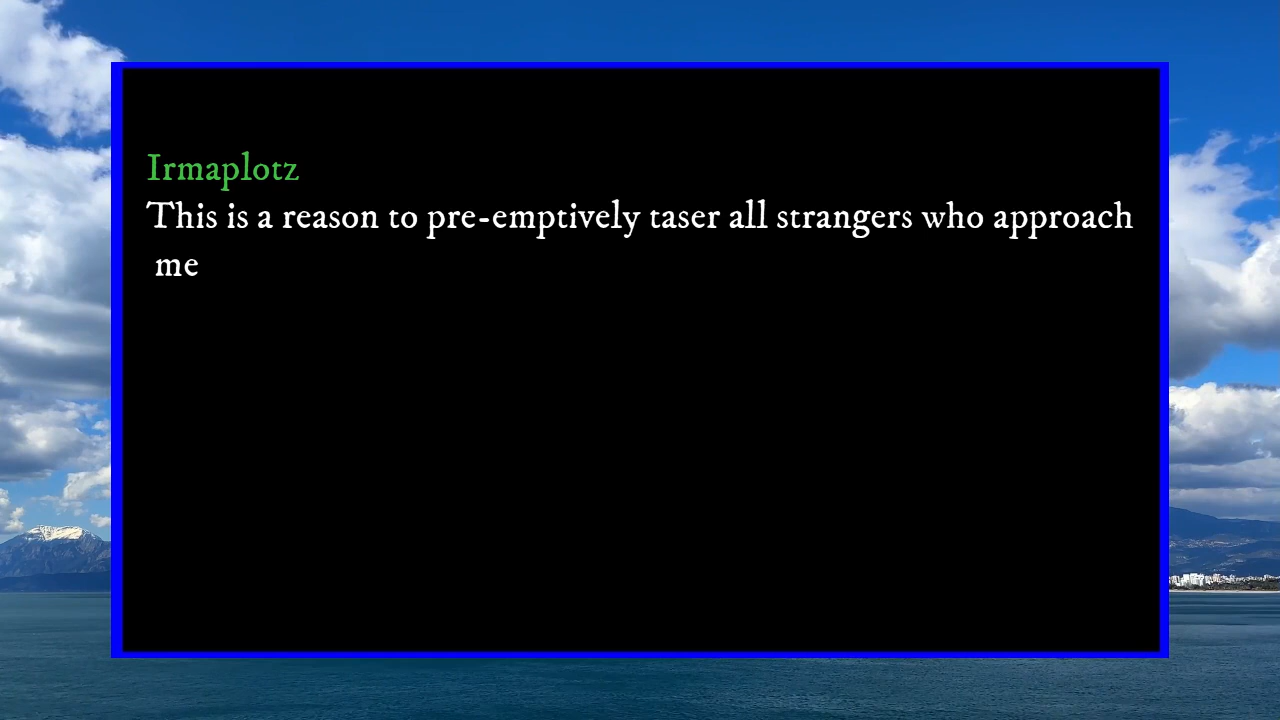 Irmaplotz
This is a reason to pre-emptively taser all strangers who approach
me